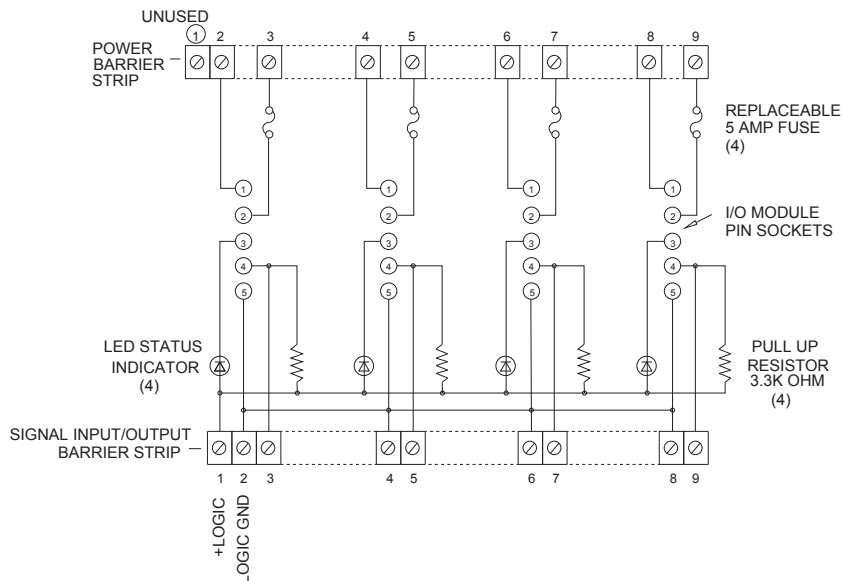 UNUSED
1 2 3 4 5 6 7 8 9
POWER
BARRIER
STRIP
REPLACEABLE
5 AMP FUSE
(4)
1 1 1 1
2 2 2 2
I/O MODULE
PIN SOCKETS
3 3 3 3
4 4 4 4
5 5 5 5
LED STATUS
INDICATOR
(4)
PULL UP
RESISTOR
3.3K OHM
(4)
SIGNAL INPUT/OUTPUT
BARRIER STRIP
1 2 3 4 5 6 7 8 9
+LOGIC
LOGIC GND